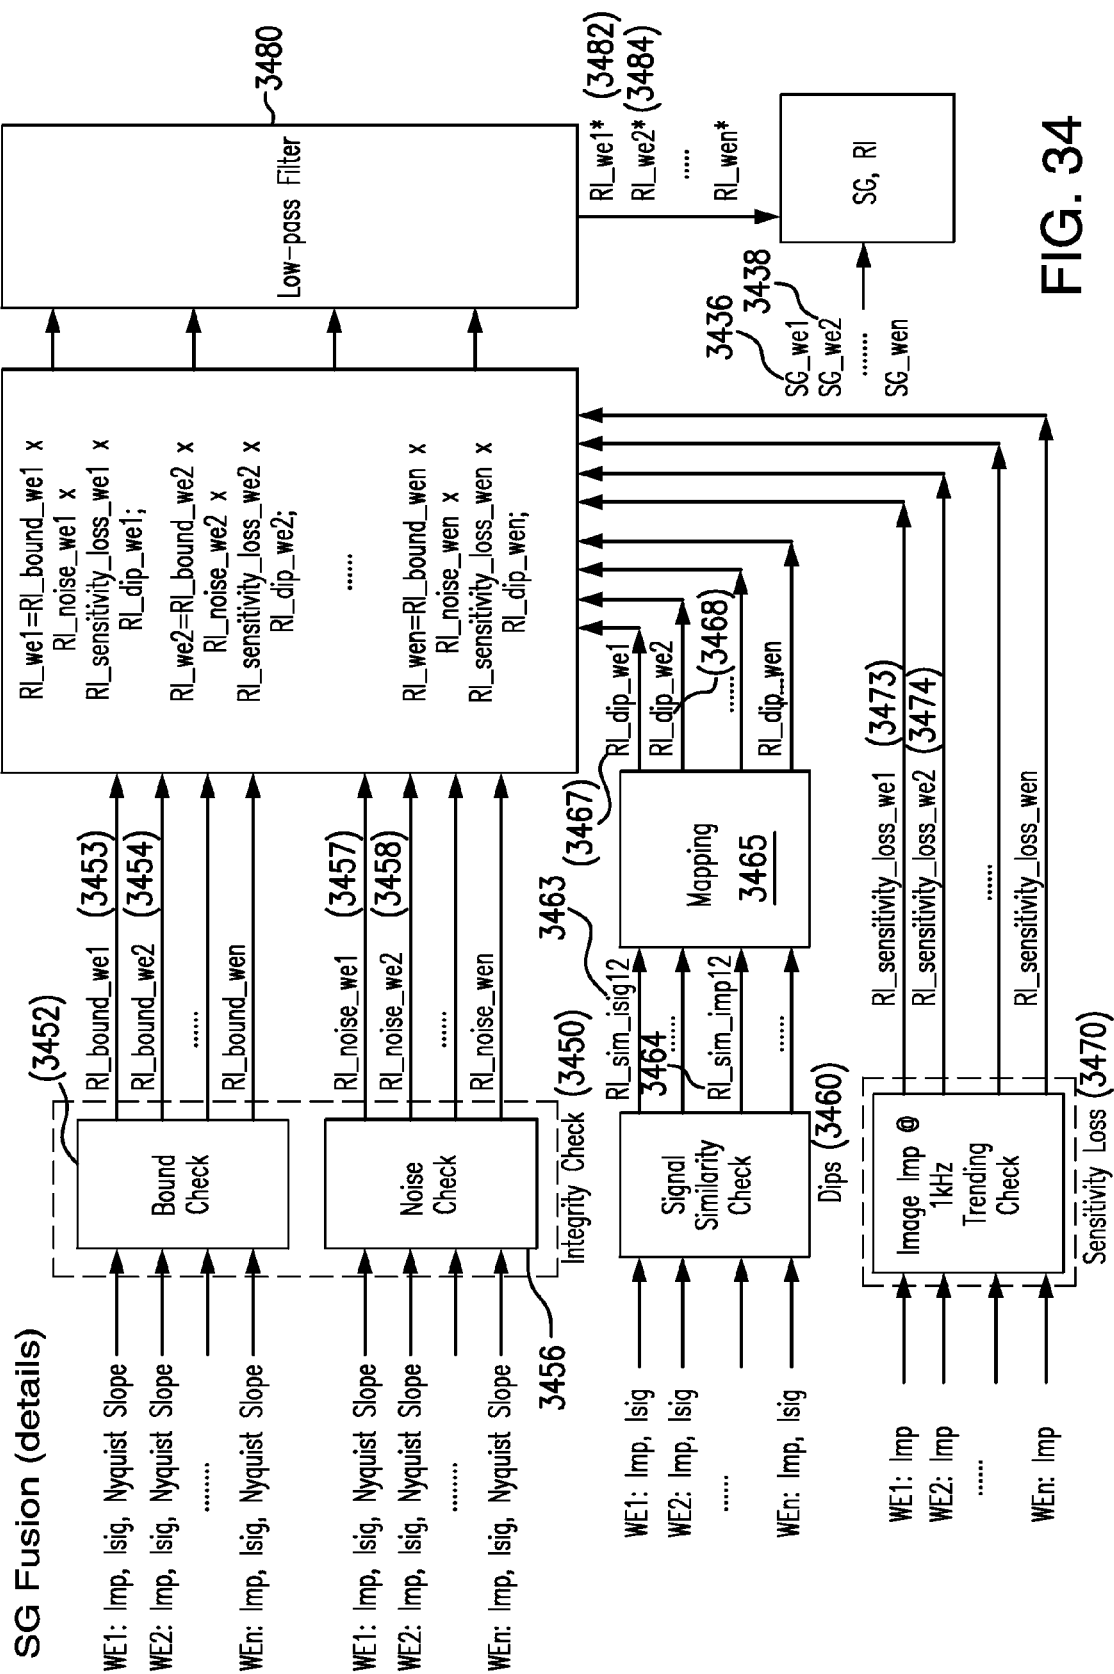 SG Fusion (details)
WE1: Imp, Isig, Nyquist Slope
WE2: Imp, Isig, Nyquist Slope
........
WEn: Imp, Isig, Nyquist Slope
(3452)
Bound
Check
RI_bound_we1
(3453)
RI_bound_we2
(3454)
......
RI_bound_wen
WE1: Imp, Isig, Nyquist Slope
WE2: Imp, Isig, Nyquist Slope
........
WEn: Imp, Isig, Nyquist Slope
3456
Noise
Check
RI_noise_we1
(3457)
RI_noise_we2
(3458)
......
RI_noise_wen
Integrity Check (3450)
WE1: Imp, Isig
WE2: Imp, Isig
......
WEn: Imp, Isig
Signal
Similarity
Check
Dips (3460)
RI_sim_isig12
3463
......
3464
RI_sim_imp12
......
Mapping
3465
RI_dip_we1
(3467)
RI_dip_we2
(3468)
......
RI_dip_wen
WE1: Imp
WE2: Imp
......
WEn: Imp
Image Imp @
1kHz
Trending
Check
Sensitivity Loss (3470)
RI_sensitivity_loss_we1
(3473)
RI_sensitivity_loss_we2
(3474)
......
RI_sensitivity_loss_wen
RI_we1=RI_bound_we1 x
RI_noise_we1 x
RI_sensitivity_loss_we1 x
RI_dip_we1;
RI_we2=RI_bound_we2 x
RI_noise_we2 x
RI_sensitivity_loss_we2 x
RI_dip_we2;
......
RI_wen=RI_bound_wen x
RI_noise_wen x
RI_sensitivity_loss_wen x
RI_dip_wen;
Low-pass Filter
3480
RI_we1* (3482)
RI_we2* (3484)
......
RI_wen*
3436
3438
SG_we1
SG_we2
.......
SG_wen
SG, RI
FIG. 34